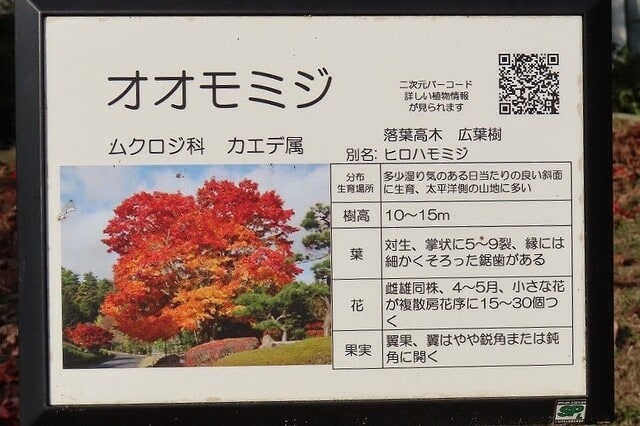 オオモミジ
二次元バーコード
詳しい植物情報
が見られます
ムクロジ科 カエデ属
落葉高木 広葉樹
別名: ヒロハモミジ
分布
生育場所
多少湿り気のある日当たりの良い斜面
に生育、太平洋側の山地に多い
樹高
10〜15m
葉
対生、掌状に5〜9裂、縁には
細かくそろった鋸歯がある
花
雌雄同株、4〜5月、小さな花
が複散房花序に15〜30個つ
く
果実
翼果、翼はやや鋭角または鈍
角に開く